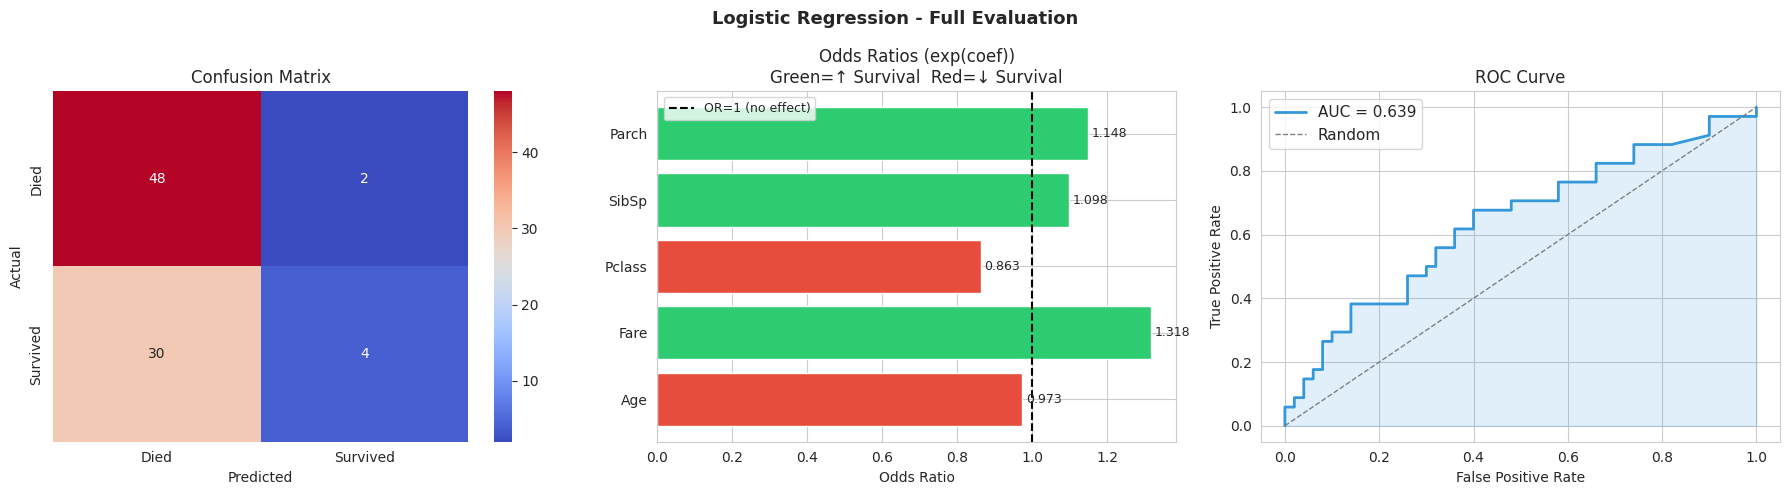 Logistic Regression - Full Evaluation
Confusion Matrix
Died
Survived
Actual
48
2
30
4
Died
Survived
Predicted
40
30
20
10
Odds Ratios (exp(coef))
Green=↑ Survival  Red=↓ Survival
OR=1 (no effect)
Parch
1.148
SibSp
1.098
Pclass
0.863
Fare
1.318
Age
0.973
0.0
0.2
0.4
0.6
0.8
1.0
1.2
Odds Ratio
ROC Curve
AUC = 0.639
Random
True Positive Rate
1.0
0.8
0.6
0.4
0.2
0.0
0.0
0.2
0.4
0.6
0.8
1.0
False Positive Rate